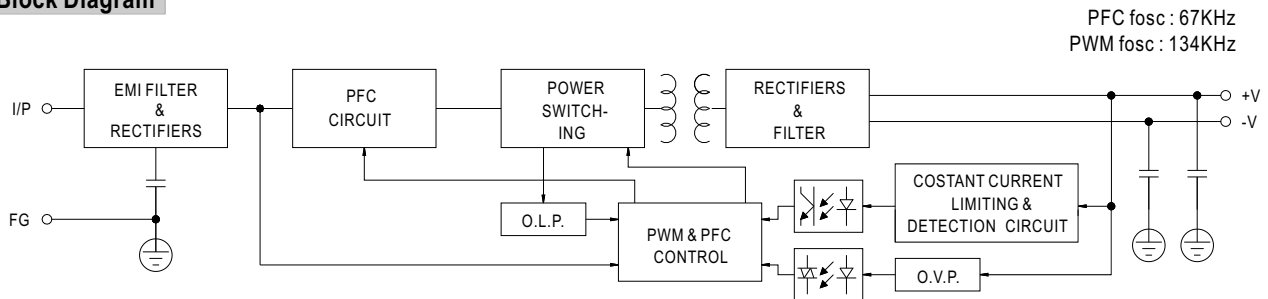 Block Diagram
PFC fosc : 67KHz
PWM fosc : 134KHz
I/P
EMI FILTER
&
RECTIFIERS
PFC
CIRCUIT
POWER
SWITCH-
ING
RECTIFIERS
&
FILTER
+V
-V
FG
O.L.P.
PWM & PFC
CONTROL
COSTANT CURRENT
LIMITING &
DETECTION CIRCUIT
O.V.P.